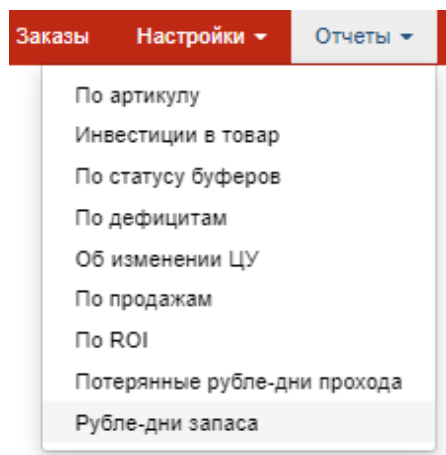 Заказы Настройки Отчеты
По артикулу
Инвестиции в товар
По статусу буферов
По дефицитам
Об изменении ЦУ
По продажам
По ROI
Потерянные рубле-дни прохода
Рубле-дни запаса